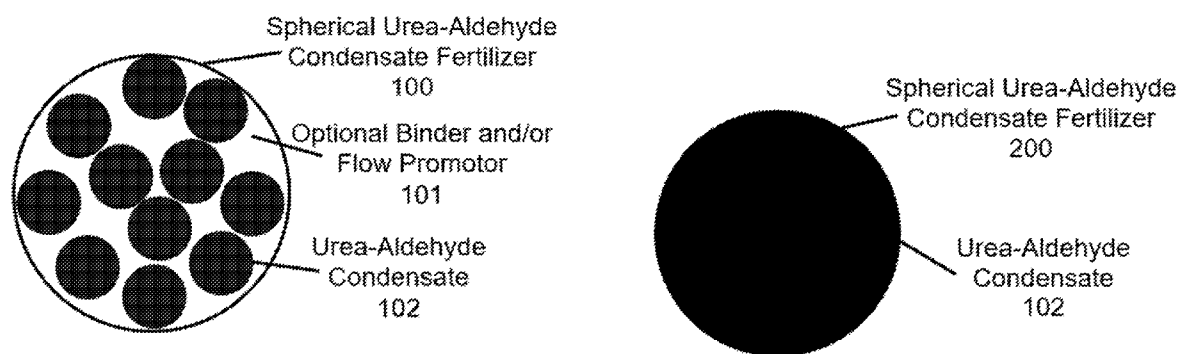 Spherical Urea-Aldehyde
Condensate Fertilizer
100
Optional Binder and/or
Flow Promotor
101
Urea-Aldehyde
Condensate
102
Spherical Urea-Aldehyde
Condensate Fertilizer
200
Urea-Aldehyde
Condensate
102